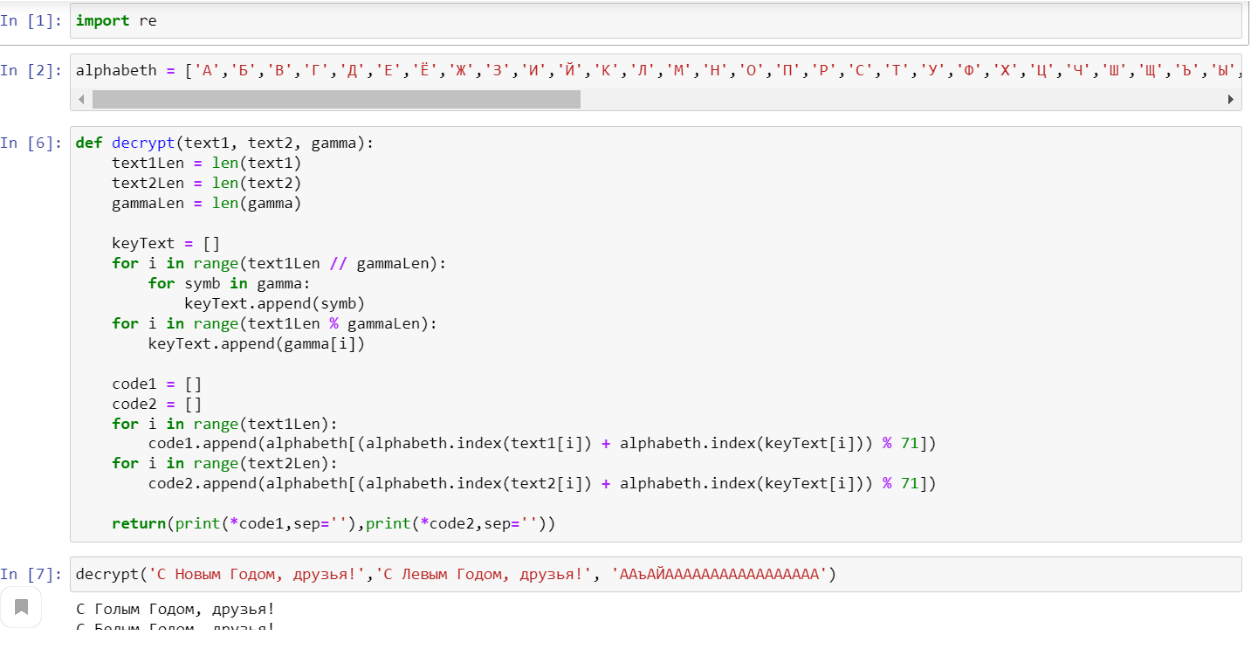 In [1]: import re
In [2]: alphabeth = ['А','Б','В','Г','Д','Е','Ё','Ж','З','И','Й','К','Л','М','Н','О','П','Р','С','Т','У','Ф','Х','Ц','Ч','Ш','Щ','Ъ','Ы',
In [6]: def decrypt(text1, text2, gamma):
text1Len = len(text1)
text2Len = len(text2)
gammaLen = len(gamma)
keyText = []
for i in range(text1Len // gammaLen):
for symb in gamma:
keyText.append(symb)
for i in range(text1Len % gammaLen):
keyText.append(gamma[i])
code1 = []
code2 = []
for i in range(text1Len):
code1.append(alphabeth[(alphabeth.index(text1[i]) + alphabeth.index(keyText[i])) % 71])
for i in range(text2Len):
code2.append(alphabeth[(alphabeth.index(text2[i]) + alphabeth.index(keyText[i])) % 71])
return(print(*code1,sep=''),print(*code2,sep=''))
In [7]: decrypt('С Новым Годом, друзья!','С Левым Годом, друзья!', 'ААъАЙААААААААААААААААА')
С Голым Годом, друзья!
С Белым Годом, друзья!